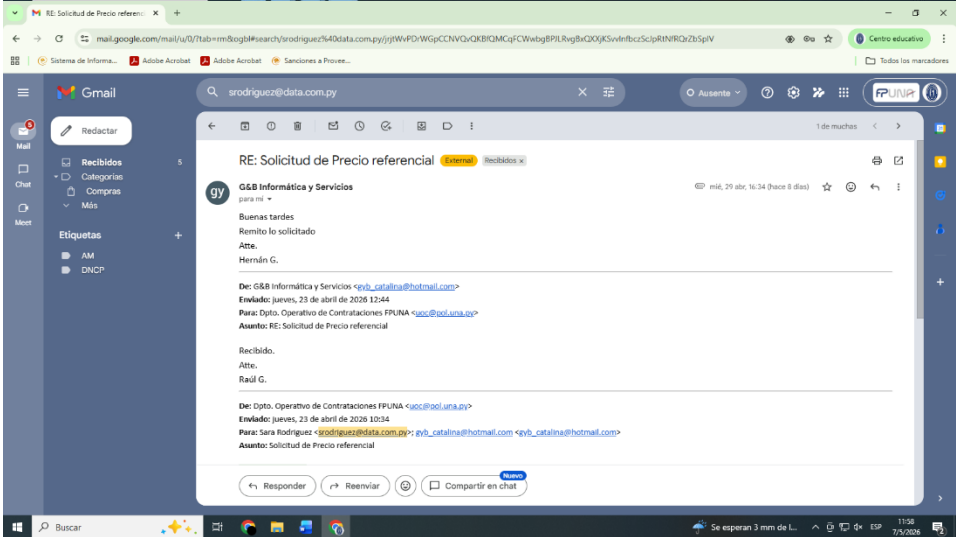 RE: Solicitud de Precio referenci
mail.google.com/mail/u/0/?tab=rm&ogbl#search/srodriguez%40data.com.py/
Centro educativo
Sistema de Informa...
Adobe Acrobat
Adobe Acrobat
Sanciones a Provee...
Todos los marcadores
Gmail
srodriguez@data.com.py
Ausente
FPUNA
5
Mail
Chat
Meet
Redactar
Recibidos 5
Categorías
Compras
Más
Etiquetas +
AM
DNCP
1 de muchas
RE: Solicitud de Precio referencial External Recibidos x
gy
G&B Informática y Servicios
mié, 29 abr, 16:34 (hace 8 días)
para mí
Buenas tardes
Remito lo solicitado
Atte.
Hernán G.
De: G&B Informática y Servicios <gyb_catalina@hotmail.com>
Enviado: jueves, 23 de abril de 2026 12:44
Para: Dpto. Operativo de Contrataciones FPUNA <uoc@pol.una.py>
Asunto: RE: Solicitud de Precio referencial
Recibido.
Atte.
Raúl G.
De: Dpto. Operativo de Contrataciones FPUNA <uoc@pol.una.py>
Enviado: jueves, 23 de abril de 2026 10:34
Para: Sara Rodriguez <srodriguez@data.com.py>; gyb_catalina@hotmail.com <gyb_catalina@hotmail.com>
Asunto: Solicitud de Precio referencial
Nuevo
Responder
Reenviar
Compartir en chat
Buscar
Se esperan 3 mm de l...
ESP
11:58
7/5/2026